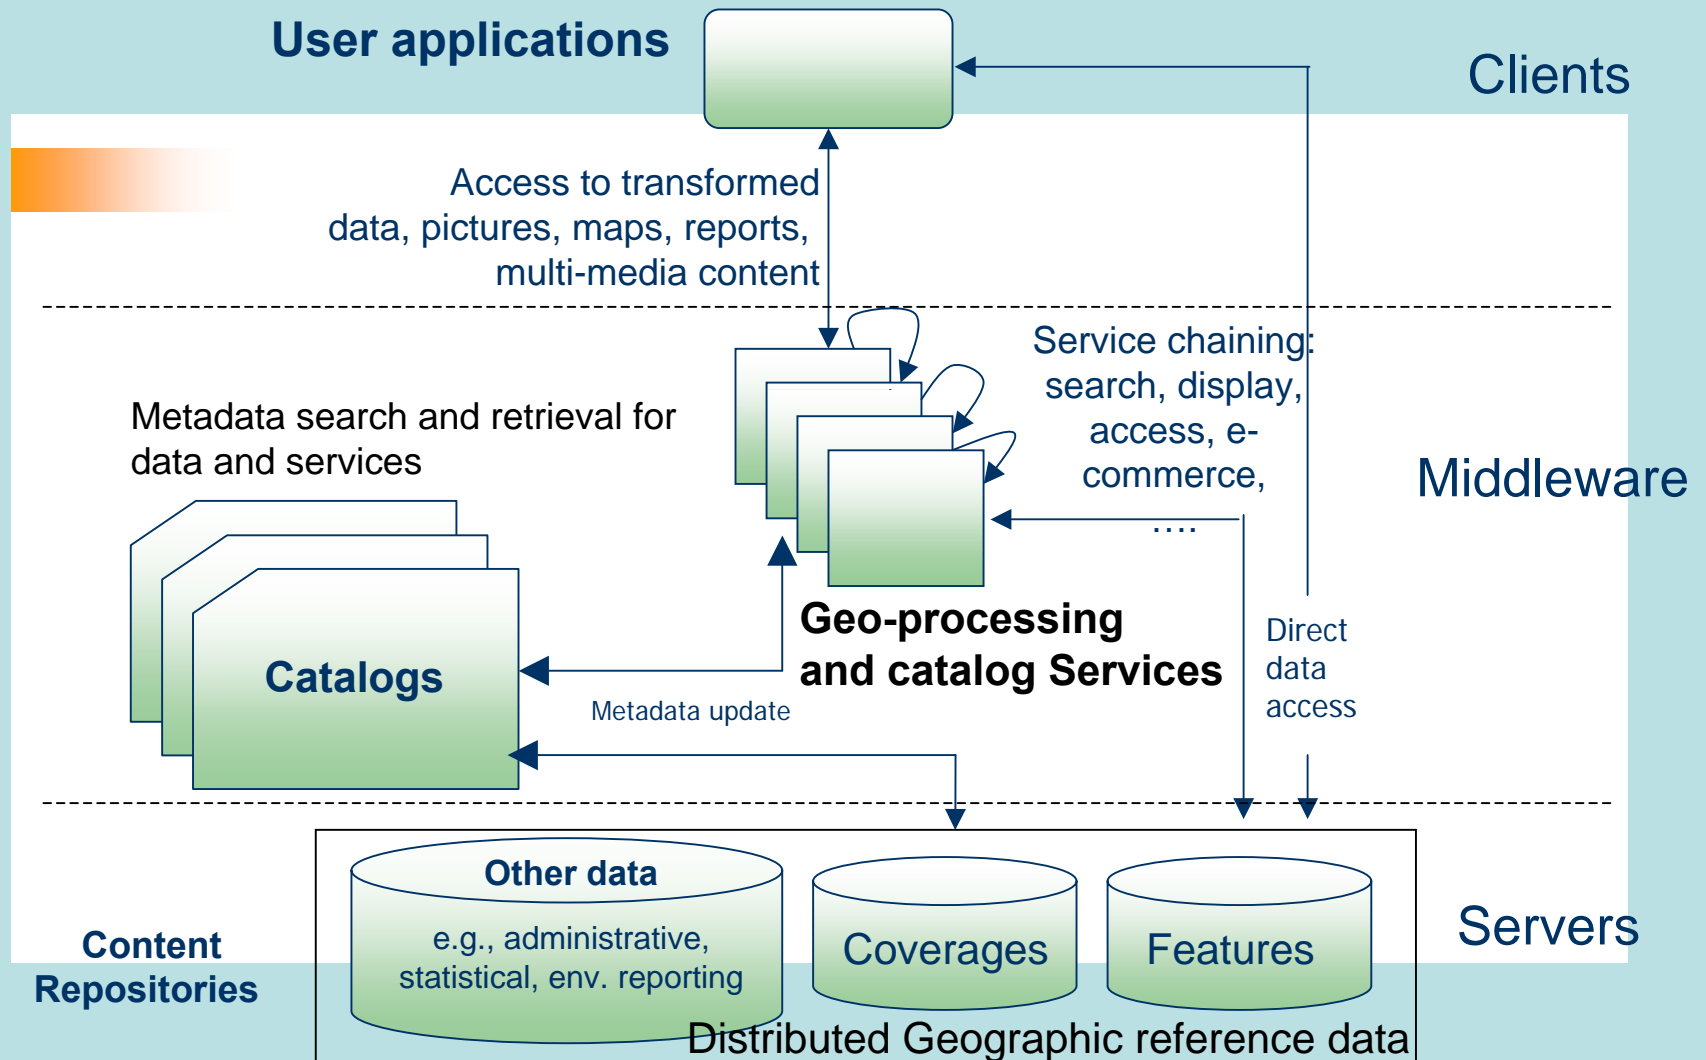 User applications
Clients
Access to transformed
data, pictures, maps, reports,
multi-media content
Service chaining:
search, display,
access, e-
commerce,
....
Metadata search and retrieval for
data and services
Middleware
Catalogs
Geo-processing
and catalog Services
Metadata update
Direct
data
access
Other data
e.g., administrative,
statistical, env. reporting
Coverages
Features
Servers
Content
Repositories
Distributed Geographic reference data